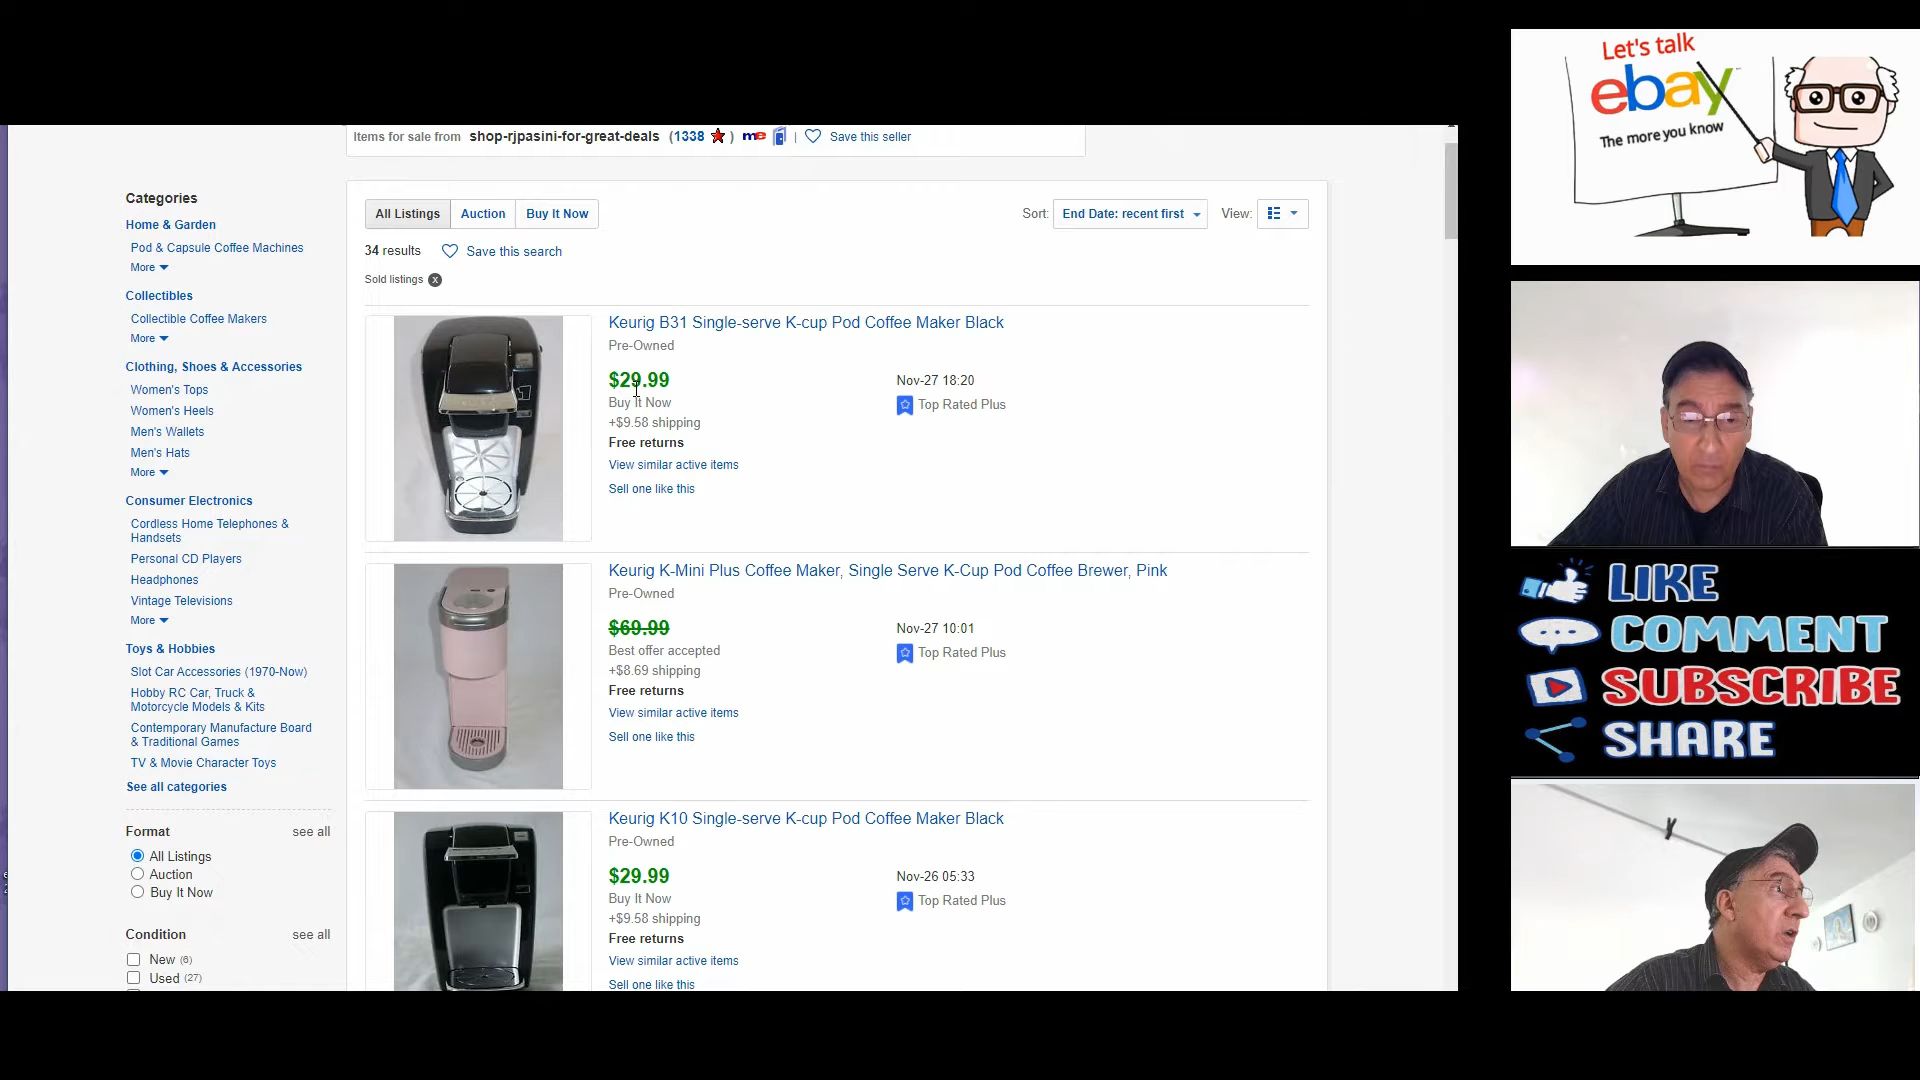 Items for sale from shop-rjpasini-for-great-deals (1338 ) me | Save this seller
Categories
Home & Garden
Pod & Capsule Coffee Machines
More
Collectibles
Collectible Coffee Makers
More
Clothing, Shoes & Accessories
Women's Tops
Women's Heels
Men's Wallets
Men's Hats
More
Consumer Electronics
Cordless Home Telephones &
Handsets
Personal CD Players
Headphones
Vintage Televisions
More
Toys & Hobbies
Slot Car Accessories (1970-Now)
Hobby RC Car, Truck &
Motorcycle Models & Kits
Contemporary Manufacture Board
& Traditional Games
TV & Movie Character Toys
See all categories
Format see all
All Listings
Auction
Buy It Now
Condition see all
New (6)
Used (27)
All Listings Auction Buy It Now
Sort: End Date: recent first View:
34 results Save this search
Sold listings x
Keurig B31 Single-serve K-cup Pod Coffee Maker Black
Pre-Owned
$29.99 Nov-27 18:20
Buy It Now Top Rated Plus
+$9.58 shipping
Free returns
View similar active items
Sell one like this
Keurig K-Mini Plus Coffee Maker, Single Serve K-Cup Pod Coffee Brewer, Pink
Pre-Owned
$69.99 Nov-27 10:01
Best offer accepted Top Rated Plus
+$8.69 shipping
Free returns
View similar active items
Sell one like this
Keurig K10 Single-serve K-cup Pod Coffee Maker Black
Pre-Owned
$29.99 Nov-26 05:33
Buy It Now Top Rated Plus
+$9.58 shipping
Free returns
View similar active items
Sell one like this
Let's talk
ebay
The more you know
LIKE
COMMENT
SUBSCRIBE
SHARE